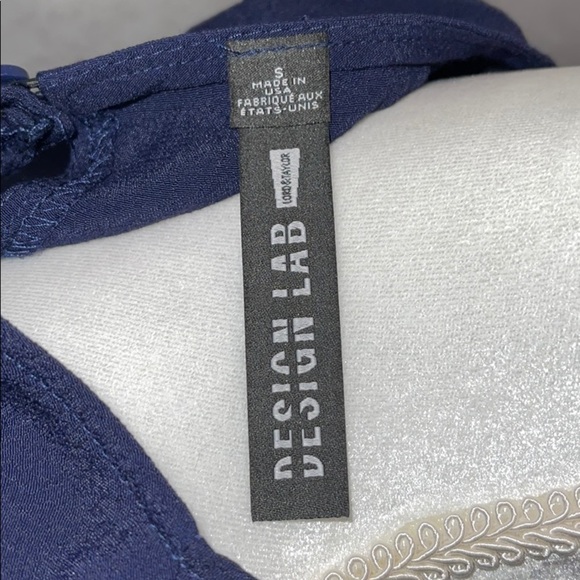 S
MADE IN
USA
FABRIQUÉ AUX
ÉTATS-UNIS
LORD & TAYLOR
DESIGN LAB